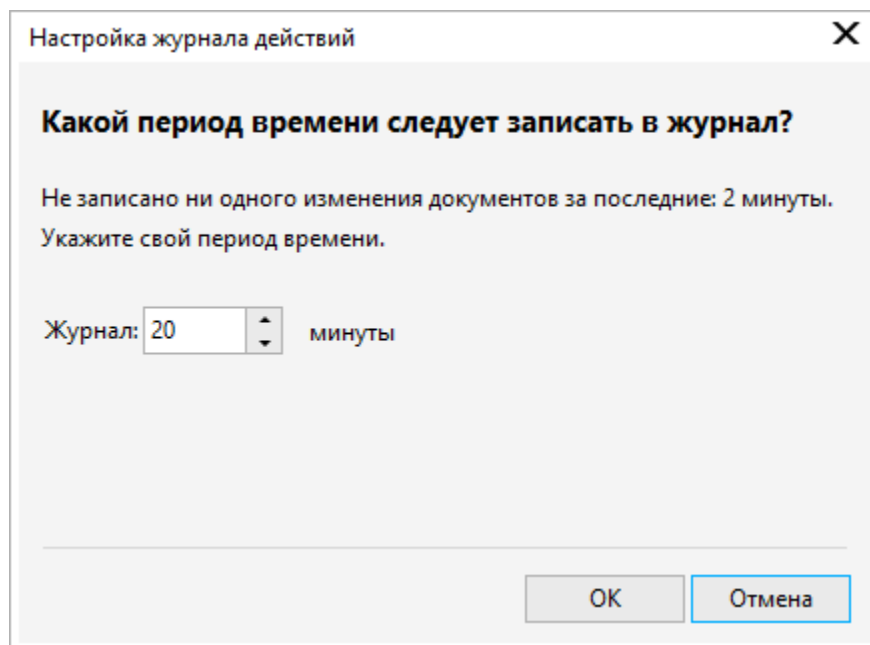 Настройка журнала действий
Какой период времени следует записать в журнал?
Не записано ни одного изменения документов за последние: 2 минуты.
Укажите свой период времени.
Журнал: 20 минуты
ОК Отмена